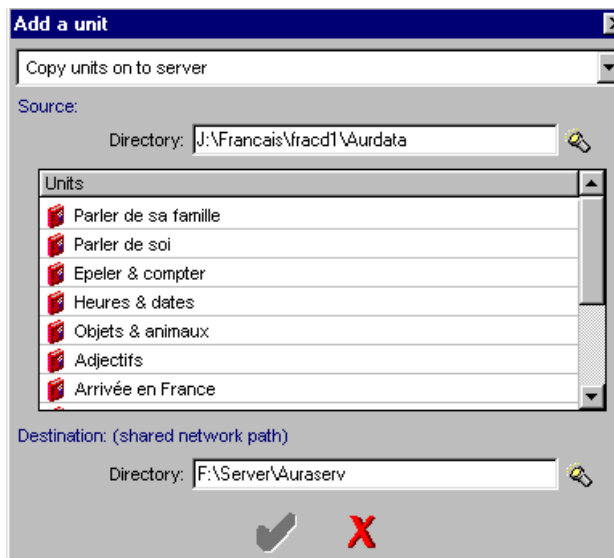 Add a unit
Copy units on to server
Source:
Directory: J:\Francais\fracd1\Aurdata
Units
Parler de sa famille
Parler de soi
Epeler & compter
Heures & dates
Objets & animaux
Adjectifs
Arrivée en France
Destination: (shared network path)
Directory: F:\Server\Auraserv